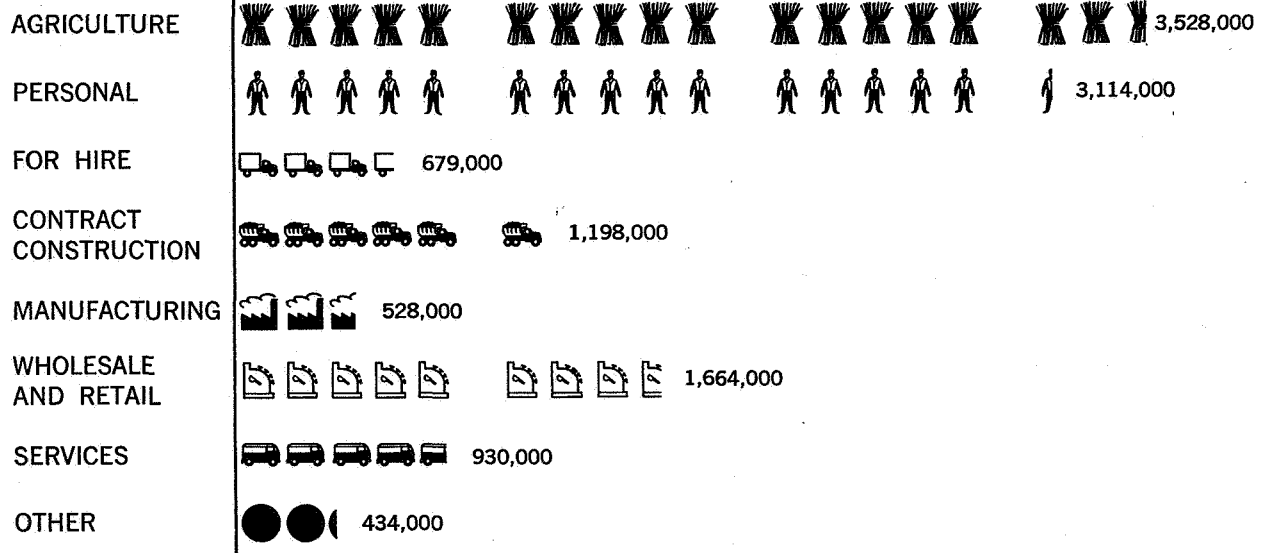 AGRICULTURE 3,528,000
PERSONAL 3,114,000
FOR HIRE 679,000
CONTRACT
CONSTRUCTION 1,198,000
MANUFACTURING 528,000
WHOLESALE
AND RETAIL 1,664,000
SERVICES 930,000
OTHER 434,000